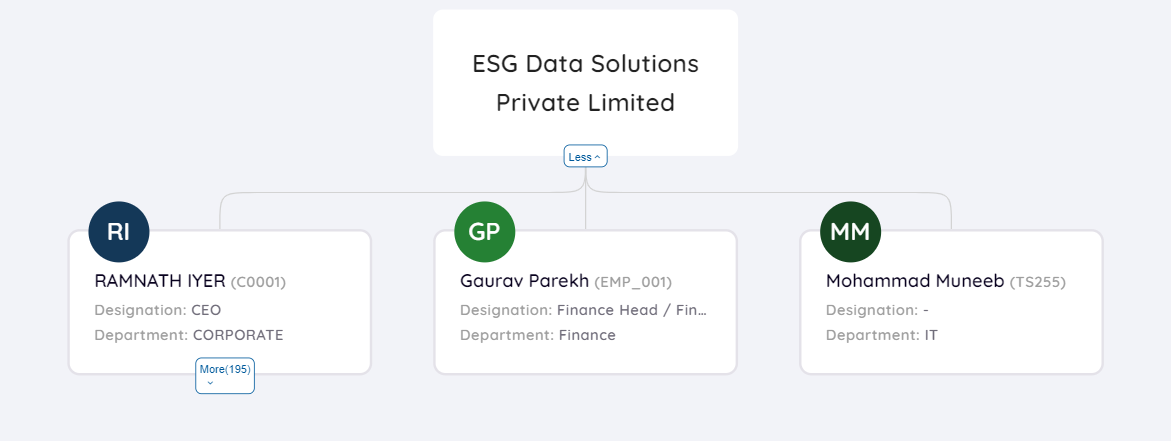 ESG Data Solutions
Private Limited
Less
RI
RAMNATH IYER (C0001)
Designation: CEO
Department: CORPORATE
More(195)
GP
Gaurav Parekh (EMP_001)
Designation: Finance Head / Fin...
Department: Finance
MM
Mohammad Muneeb (TS255)
Designation: -
Department: IT